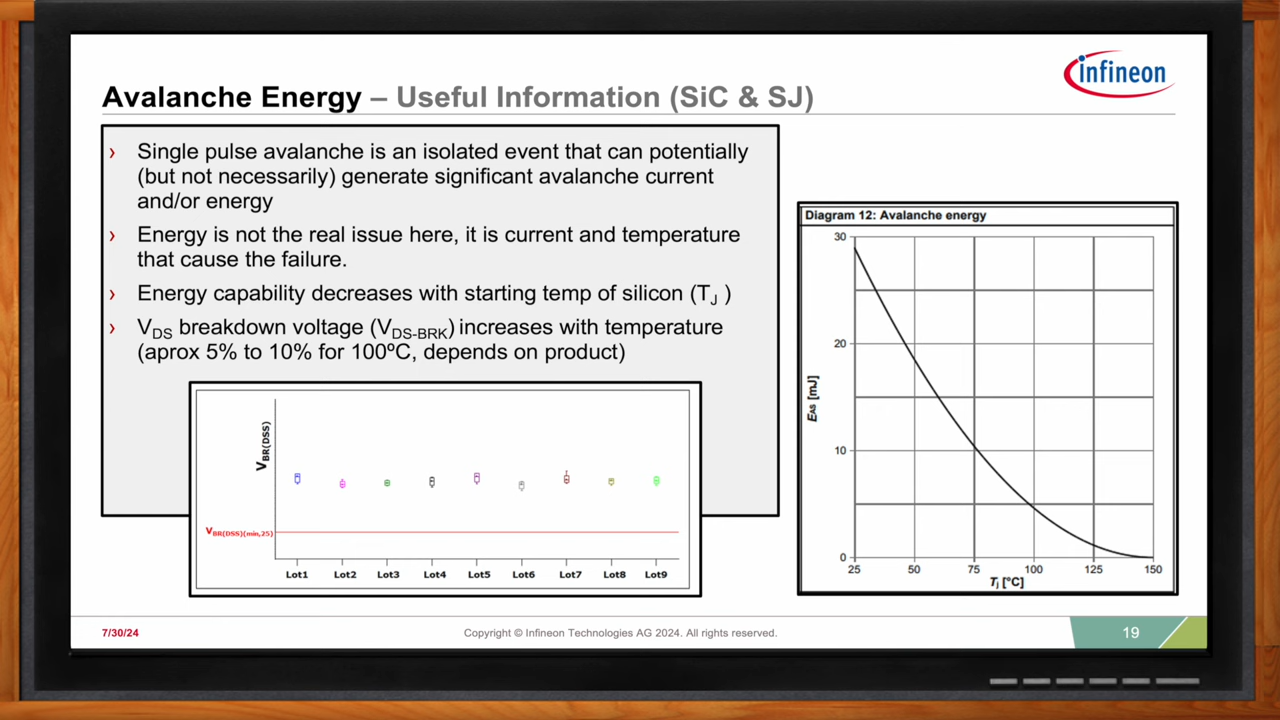 infineon
Avalanche Energy – Useful Information (SiC & SJ)
› Single pulse avalanche is an isolated event that can potentially
(but not necessarily) generate significant avalanche current
and/or energy
› Energy is not the real issue here, it is current and temperature
that cause the failure.
› Energy capability decreases with starting temp of silicon (TJ )
› VDS breakdown voltage (VDS-BRK) increases with temperature
(aprox 5% to 10% for 100ºC, depends on product)
VBR(DSS)
VBR(DSS)(min,25)
Lot1 Lot2 Lot3 Lot4 Lot5 Lot6 Lot7 Lot8 Lot9
Diagram 12: Avalanche energy
30
20
10
0
EAS [mJ]
25 50 75 100 125 150
Tj [°C]
7/30/24
Copyright © Infineon Technologies AG 2024. All rights reserved.
19